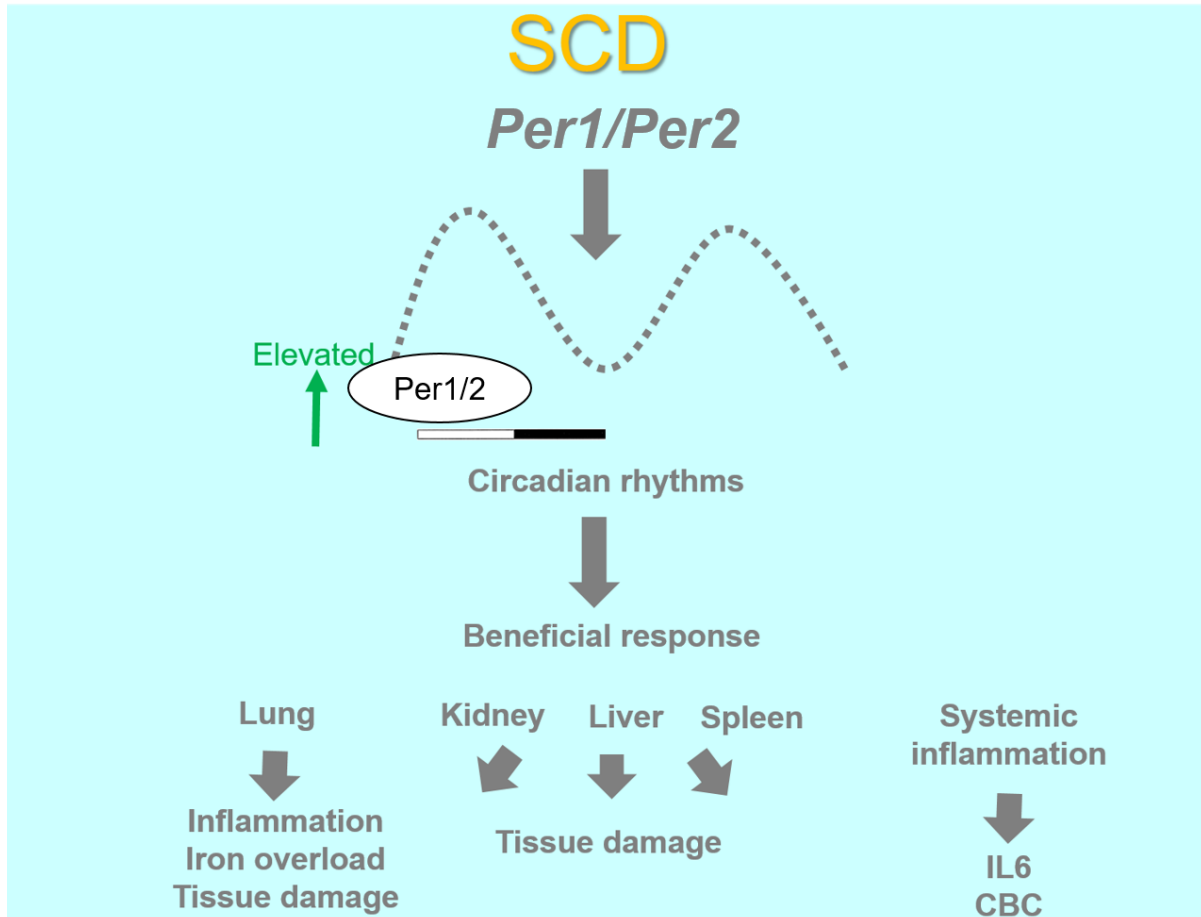 SCD
Per1/Per2
Elevated
Per1/2
Circadian rhythms
Beneficial response
Lung
Inflammation
Iron overload
Tissue damage
Kidney
Liver
Spleen
Tissue damage
Systemic
inflammation
IL6
CBC